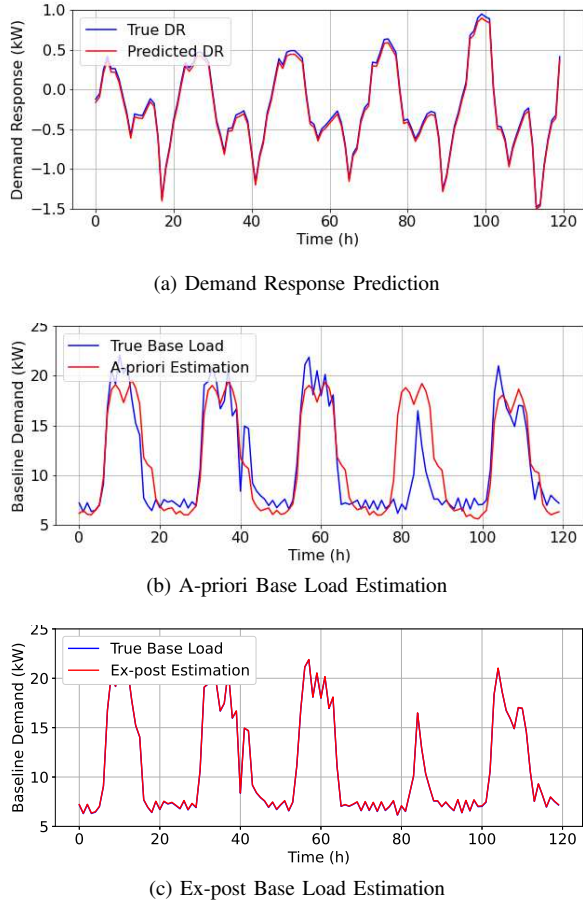 1.0
0.5
0.0
-0.5
-1.0
-1.5
Demand Response (kW)
True DR
Predicted DR
0 20 40 60 80 100 120
Time (h)
(a) Demand Response Prediction
25
20
15
10
5
Baseline Demand (kW)
True Base Load
A-priori Estimation
0 20 40 60 80 100 120
Time (h)
(b) A-priori Base Load Estimation
25
20
15
10
5
Baseline Demand (kW)
True Base Load
Ex-post Estimation
0 20 40 60 80 100 120
Time (h)
(c) Ex-post Base Load Estimation